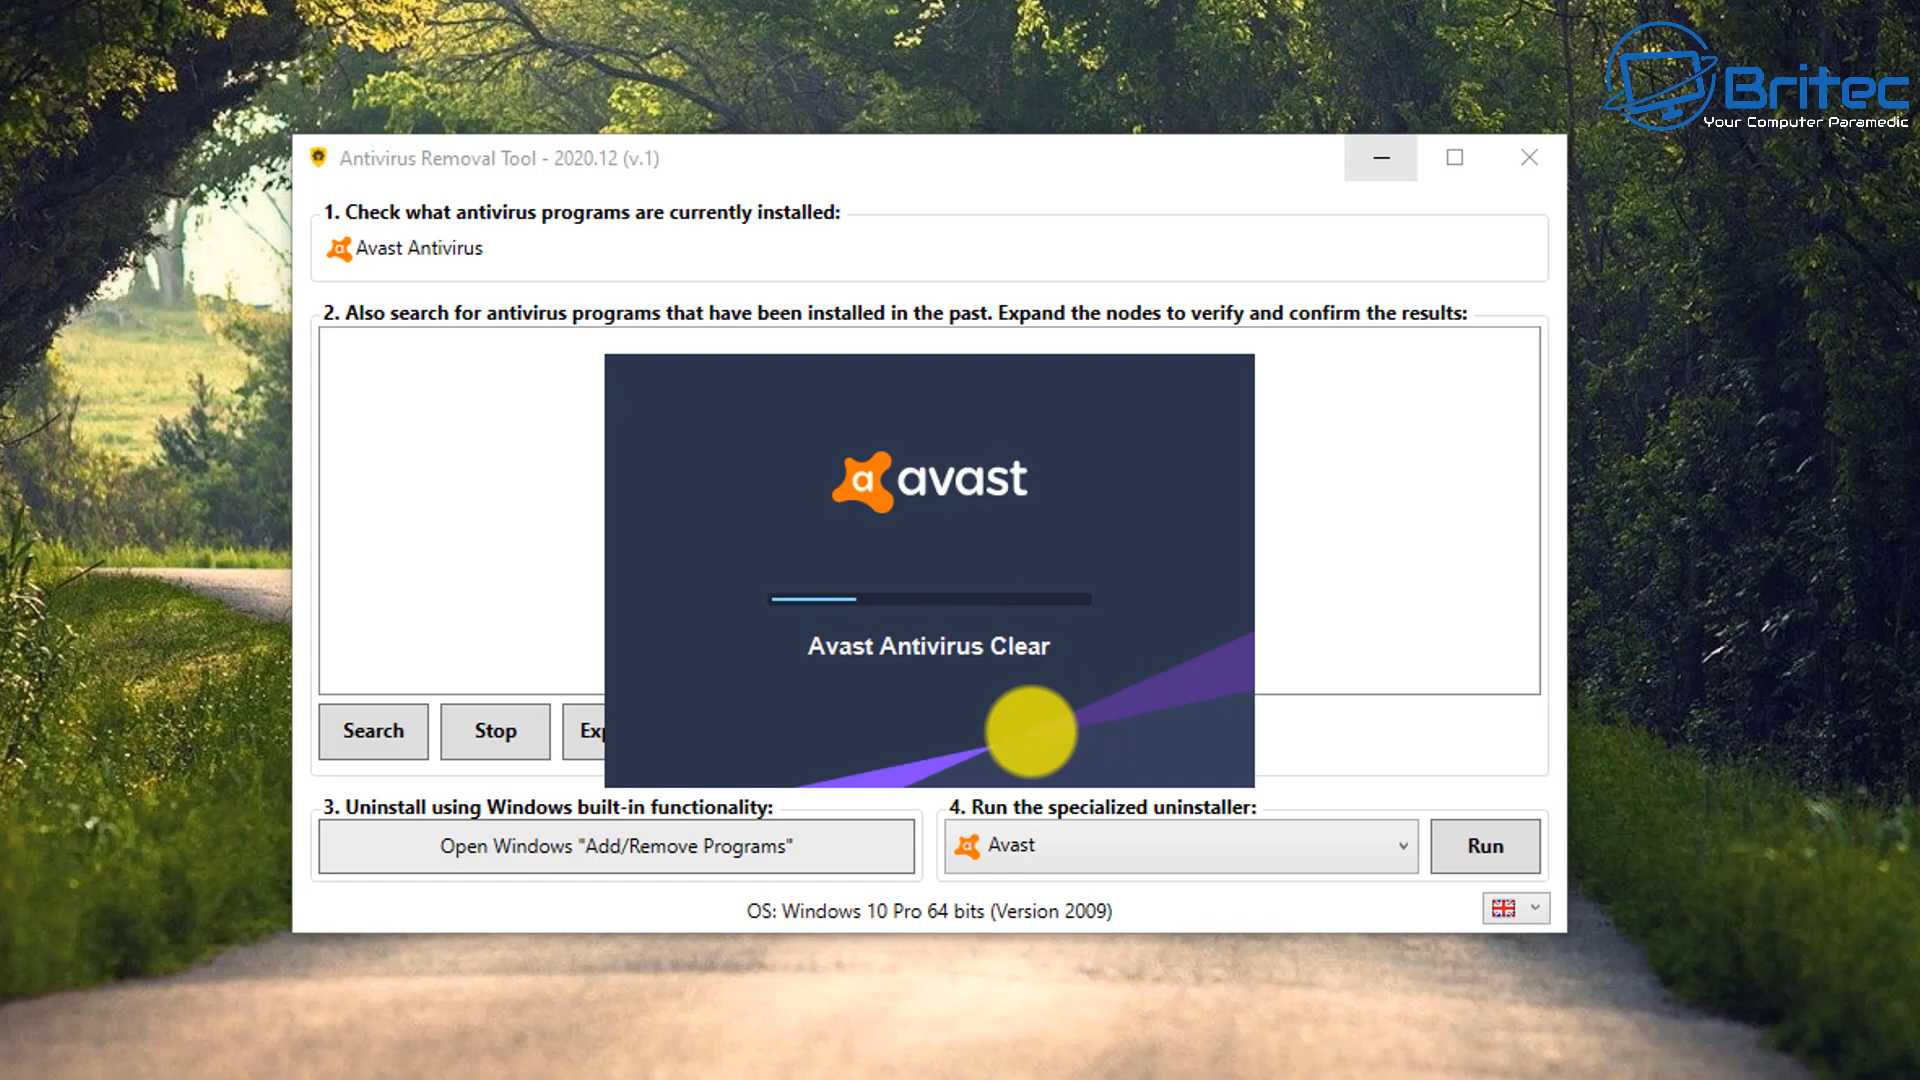 Britec
Your Computer Paramedic
Antivirus Removal Tool - 2020.12 (v.1)
1. Check what antivirus programs are currently installed:
a Avast Antivirus
2. Also search for antivirus programs that have been installed in the past. Expand the nodes to verify and confirm the results:
a avast
Avast Antivirus Clear
Search
Stop
Exp
3. Uninstall using Windows built-in functionality:
Open Windows "Add/Remove Programs"
4. Run the specialized uninstaller:
a Avast
Run
OS: Windows 10 Pro 64 bits (Version 2009)